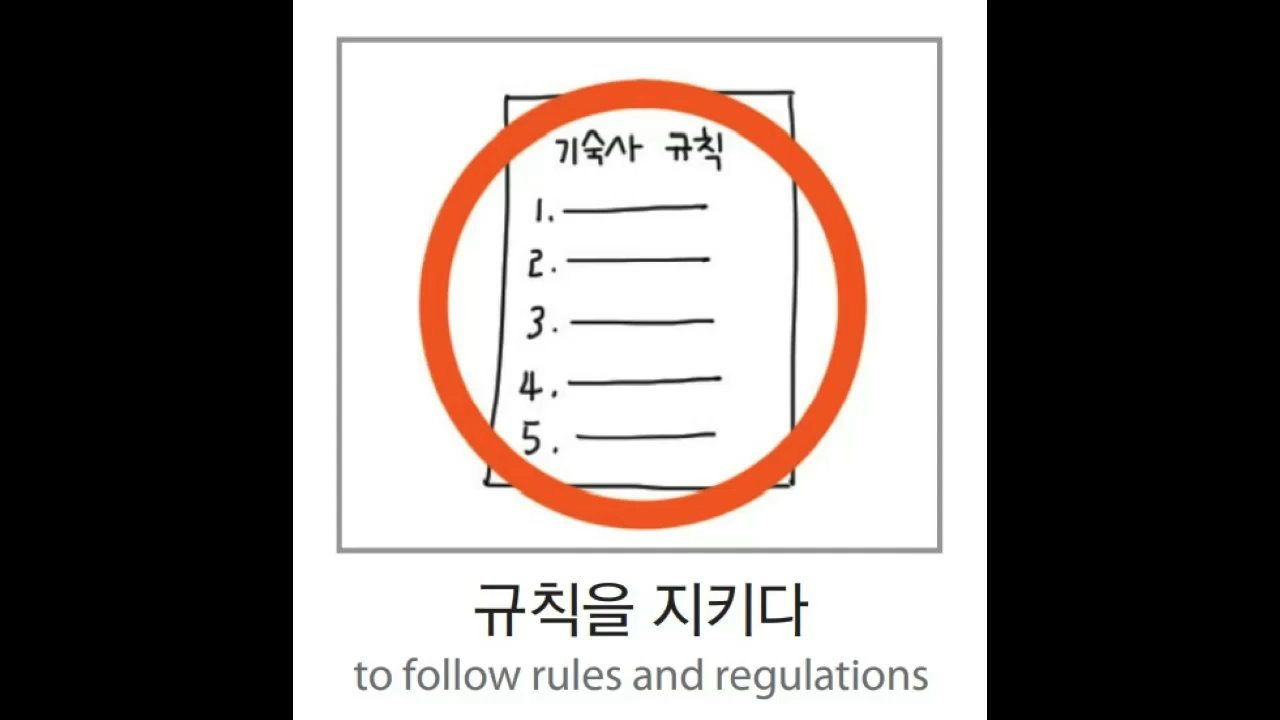 기숙사 규칙
1.
2.
3.
4.
5.
규칙을 지키다
to follow rules and regulations